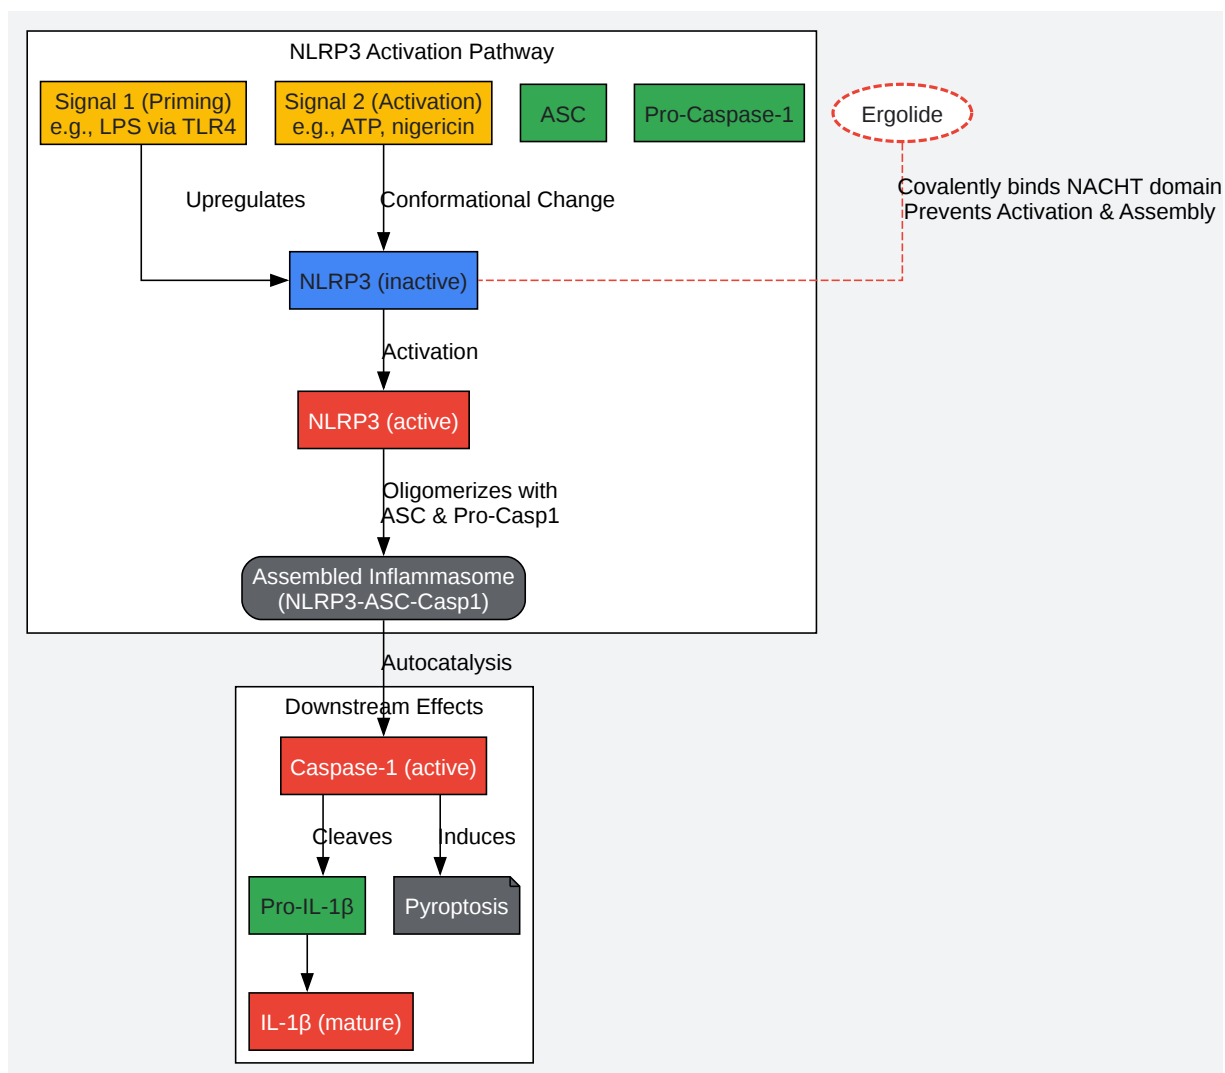 NLRP3 Activation Pathway
Signal 1 (Priming)
e.g., LPS via TLR4
Signal 2 (Activation)
e.g., ATP, nigericin
ASC
Pro-Caspase-1
Ergolide
Upregulates
Conformational Change
Covalently binds NACHT domain
Prevents Activation & Assembly
NLRP3 (inactive)
Activation
NLRP3 (active)
Oligomerizes with
ASC & Pro-Casp1
Assembled Inflammasome
(NLRP3-ASC-Casp1)
Autocatalysis
Downstream Effects
Caspase-1 (active)
Cleaves
Induces
Pro-IL-1β
Pyroptosis
IL-1β (mature)